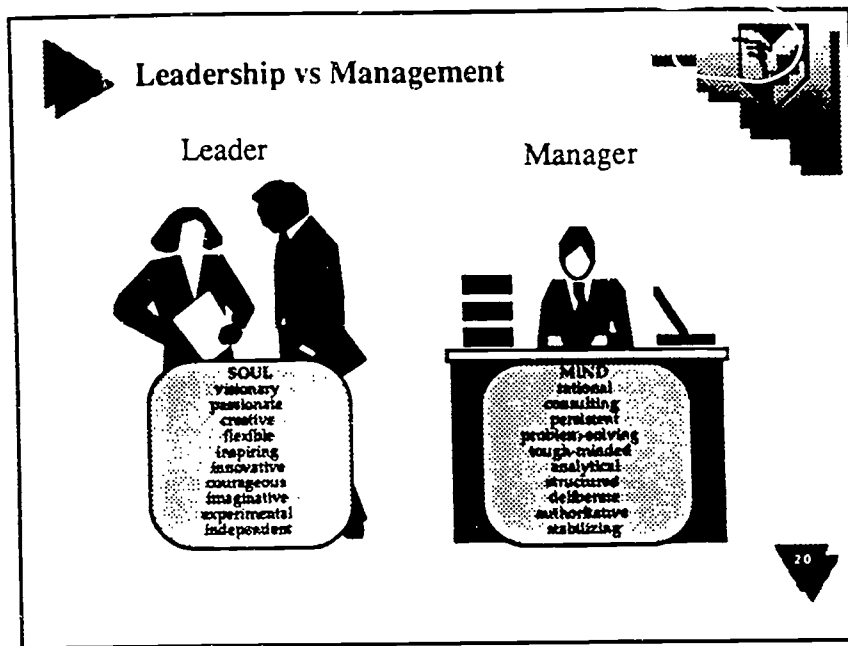 Leadership vs Management
Leader
Manager
SOUL
visionary
passionate
creative
flexible
inspiring
innovative
courageous
imaginative
experimental
independent
MIND
rational
consulting
persistent
problem-solving
tough-minded
analytical
structured
deliberate
authoritative
stabilizing
20